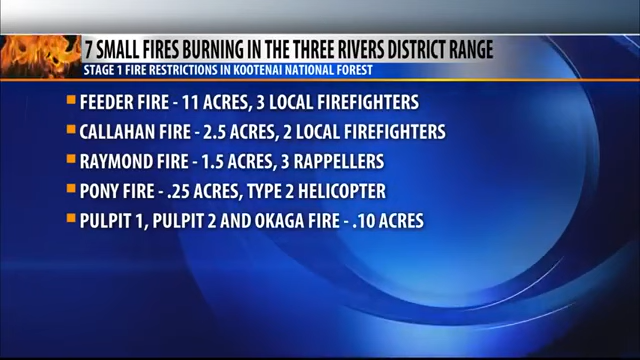 7 SMALL FIRES BURNING IN THE THREE RIVERS DISTRICT RANGE
STAGE 1 FIRE RESTRICTIONS IN KOOTENAI NATIONAL FOREST
FEEDER FIRE - 11 ACRES, 3 LOCAL FIREFIGHTERS
CALLAHAN FIRE - 2.5 ACRES, 2 LOCAL FIREFIGHTERS
RAYMOND FIRE - 1.5 ACRES, 3 RAPPELLERS
PONY FIRE - .25 ACRES, TYPE 2 HELICOPTER
PULPIT 1, PULPIT 2 AND OKAGA FIRE - .10 ACRES